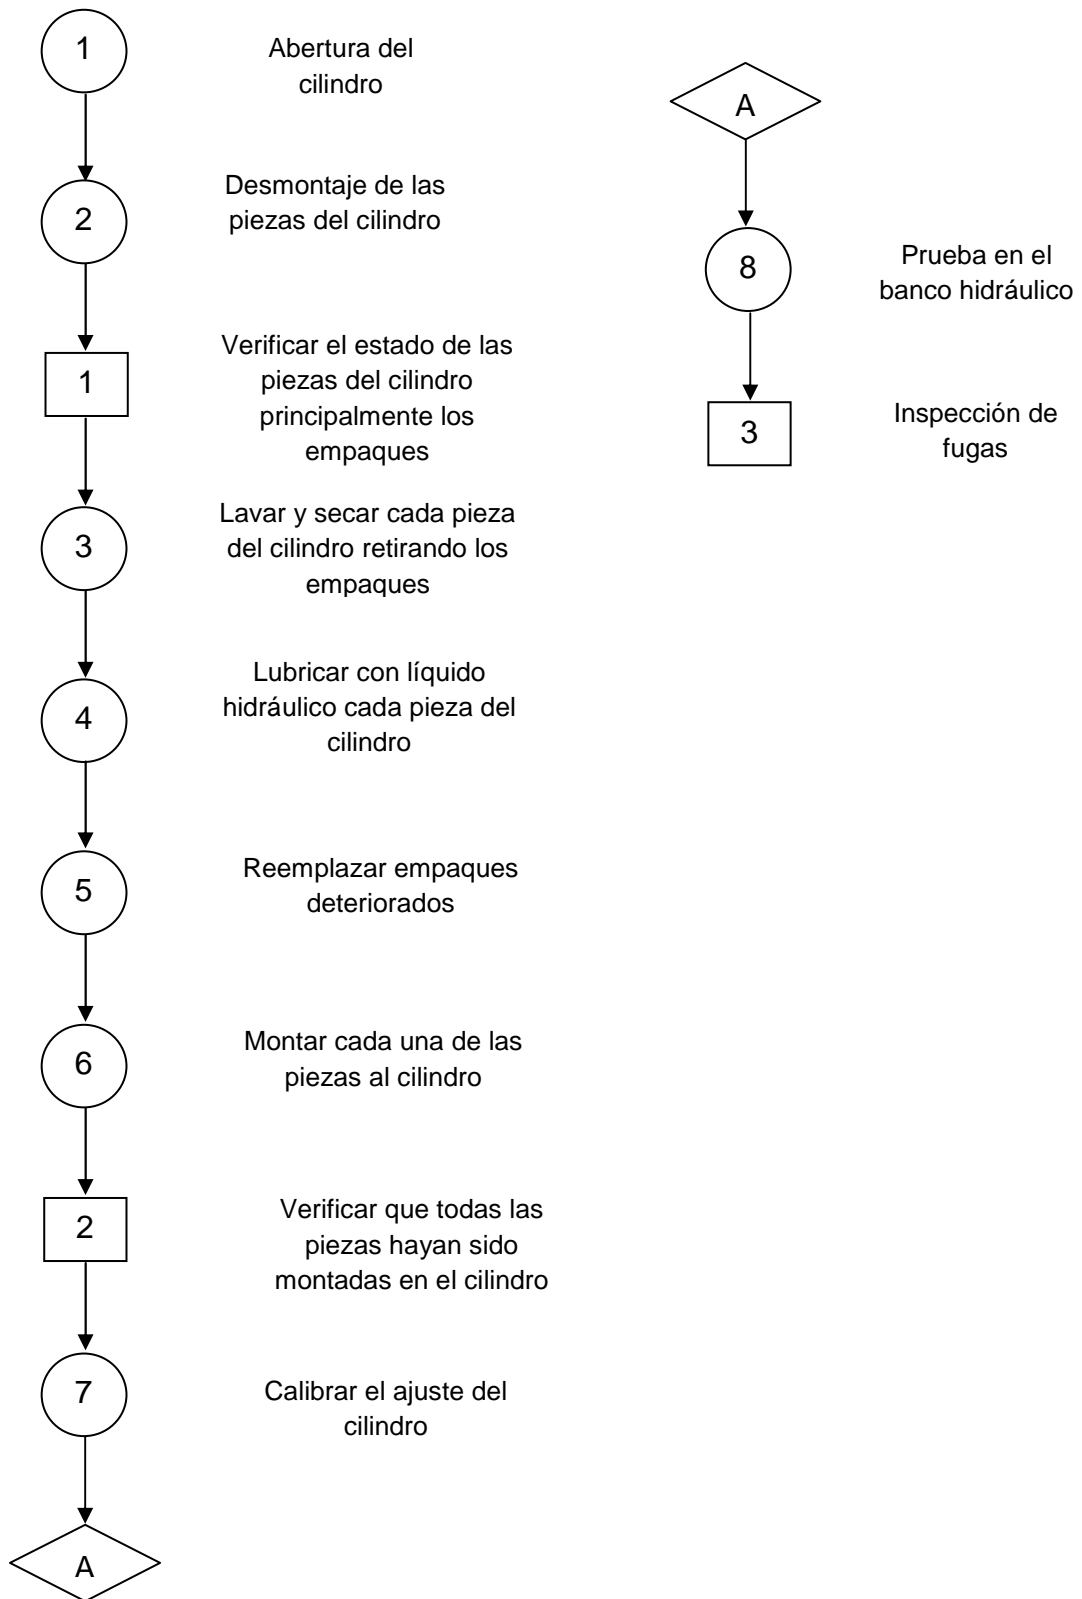 1
Abertura del
cilindro
2
Desmontaje de las
piezas del cilindro
1
Verificar el estado de las
piezas del cilindro
principalmente los
empaques
3
Lavar y secar cada pieza
del cilindro retirando los
empaques
4
Lubricar con líquido
hidráulico cada pieza del
cilindro
5
Reemplazar empaques
deteriorados
6
Montar cada una de las
piezas al cilindro
2
Verificar que todas las
piezas hayan sido
montadas en el cilindro
7
Calibrar el ajuste del
cilindro
A
A
8
Prueba en el
banco hidráulico
3
Inspección de
fugas